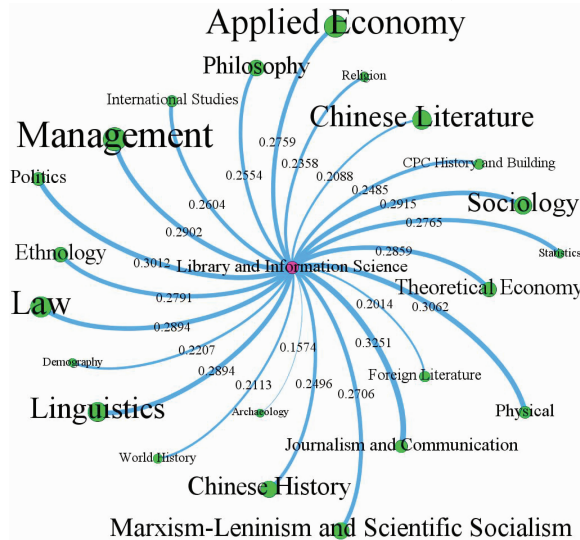 Applied Economy
Philosophy
Religion
International Studies
Chinese Literature
Management
0.2759
0.2358
0.2088
CPC History and Building
0.2554
0.2485
Politics
0.2604
0.2915
Sociology
0.2765
0.2902
Ethnology
0.3012
0.2859
Statistics
Library and Information Science
0.2791
Theoretical Economy
Law
0.2894
0.2014
0.3062
0.2207
0.1574
0.3251
Demography
0.2894
0.2496
Foreign Literature
0.2113
0.2706
Linguistics
Archaeology
Physical
Journalism and Communication
World History
Chinese History
Marxism-Leninism and Scientific Socialism